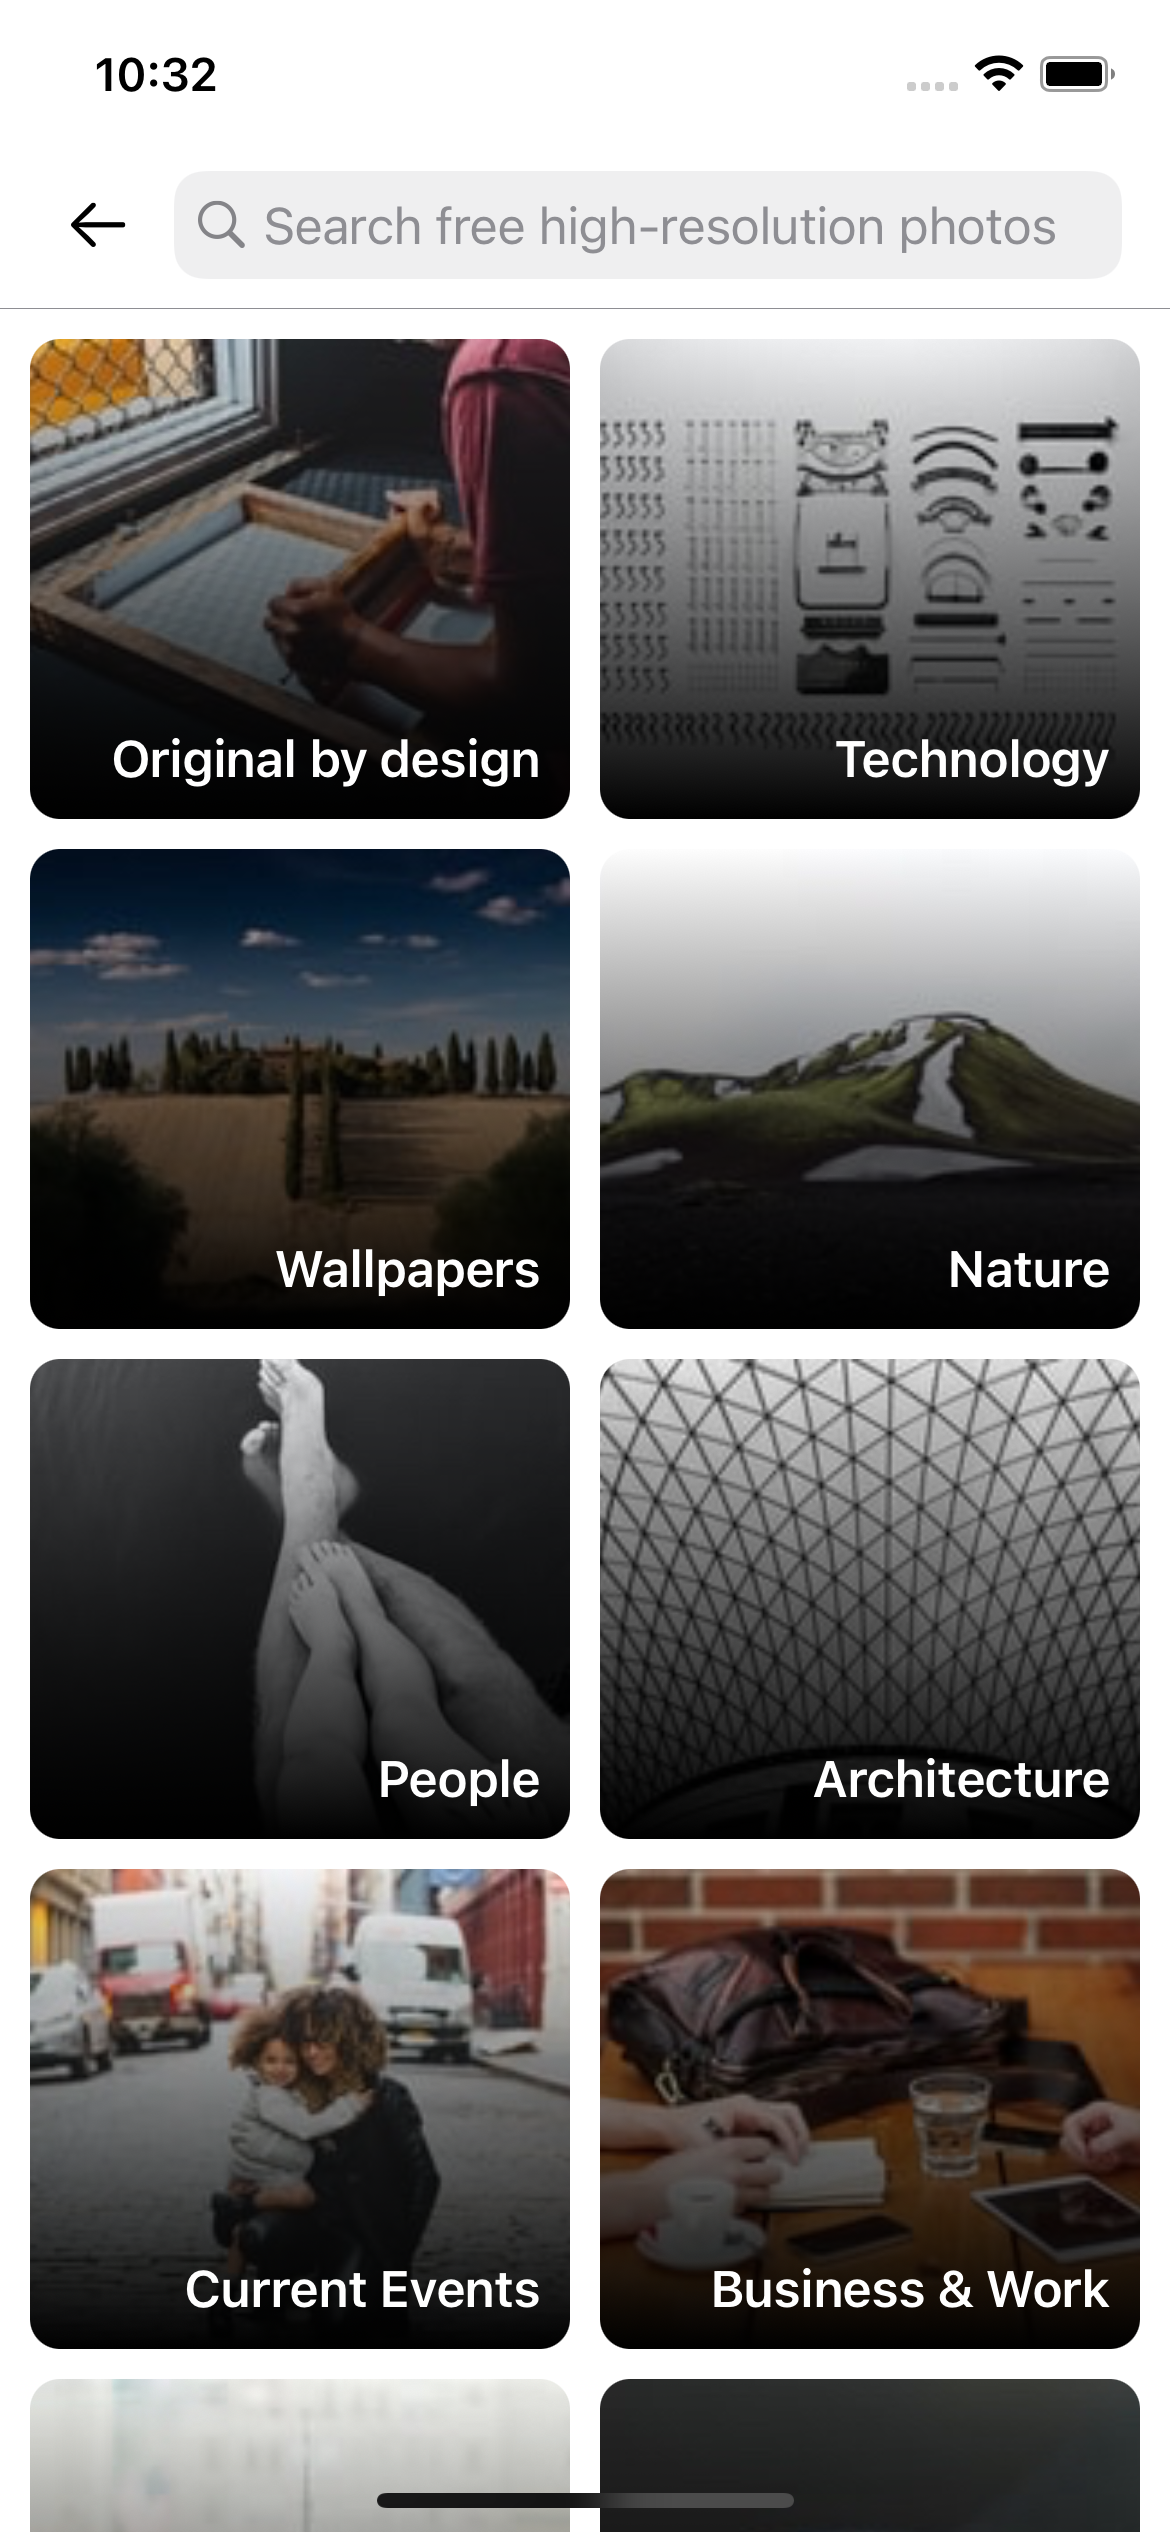 10:32
Search free high-resolution photos
Original by design
Technology
Wallpapers
Nature
People
Architecture
Current Events
Business & Work